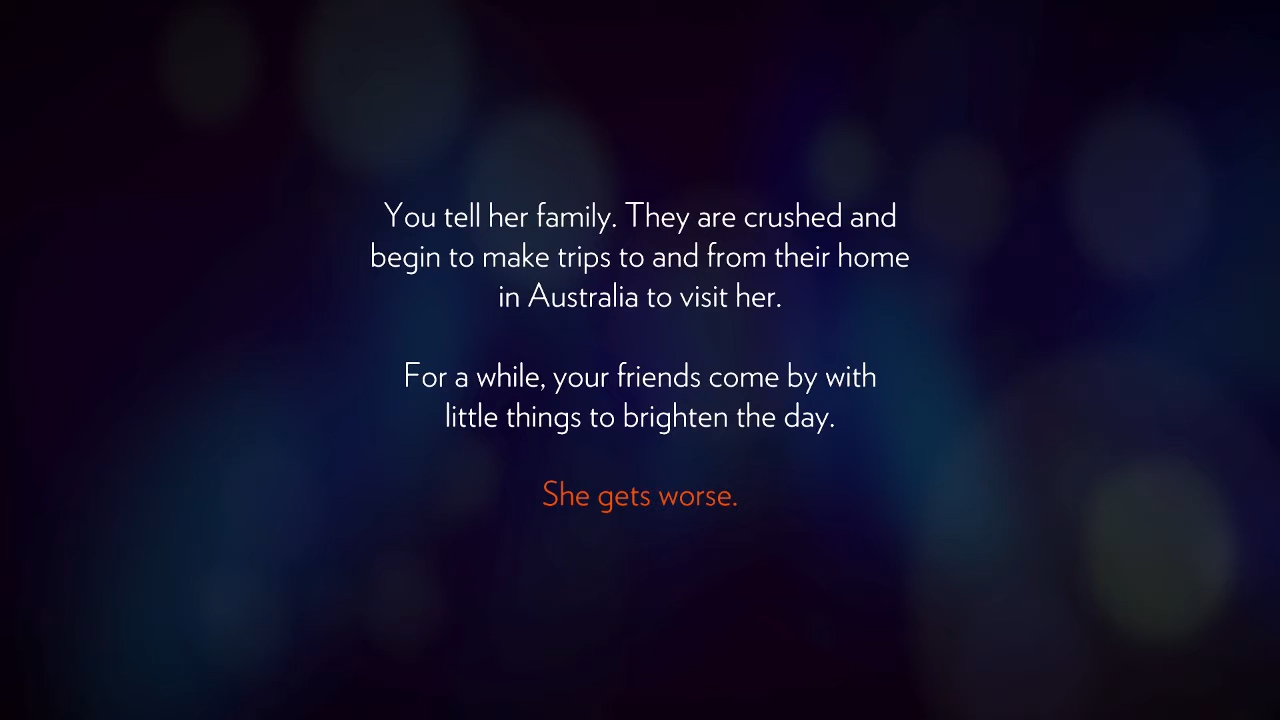 You tell her family. They are crushed and
begin to make trips to and from their home
in Australia to visit her.
For a while, your friends come by with
little things to brighten the day.
She gets worse.